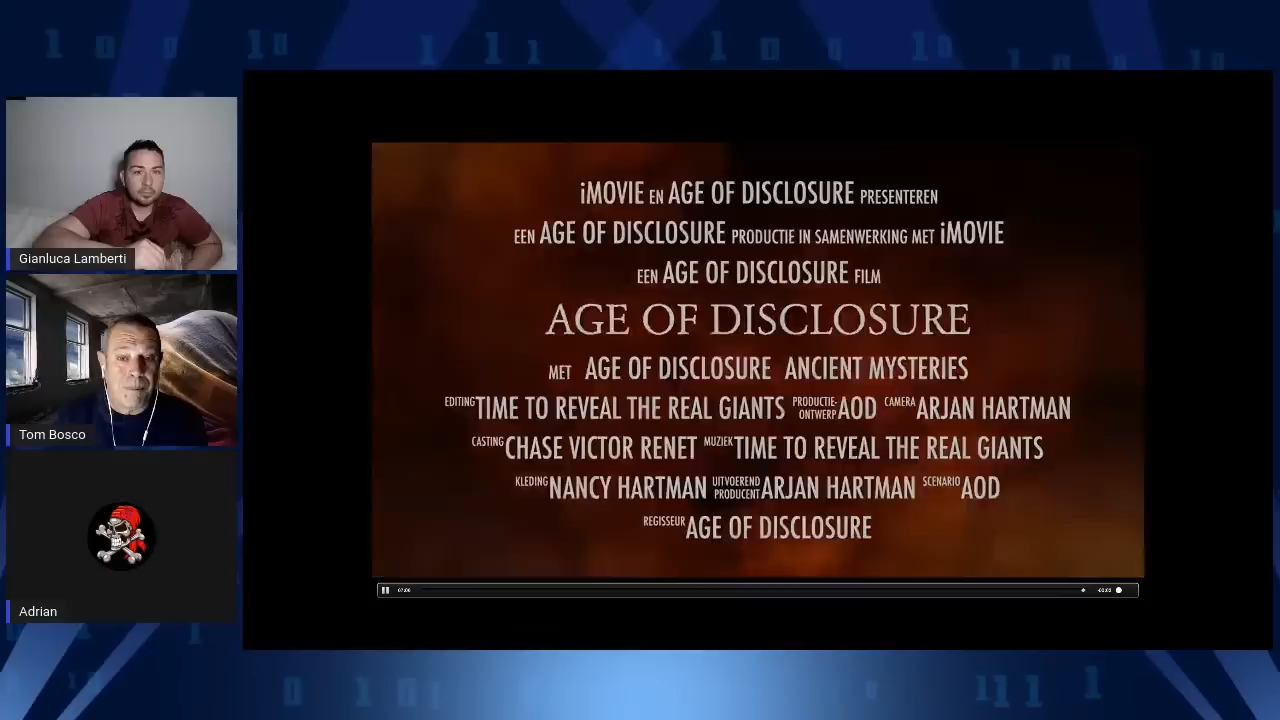 Gianluca Lamberti
Tom Bosco
Adrian
iMOVIE EN AGE OF DISCLOSURE PRESENTEREN
EEN AGE OF DISCLOSURE PRODUCTIE IN SAMENWERKING MET iMOVIE
EEN AGE OF DISCLOSURE FILM
AGE OF DISCLOSURE
MET AGE OF DISCLOSURE ANCIENT MYSTERIES
EDITING TIME TO REVEAL THE REAL GIANTS PRODUCTIE-ONTWERP AOD CAMERA ARJAN HARTMAN
CASTING CHASE VICTOR RENET MUZIEK TIME TO REVEAL THE REAL GIANTS
KLEDING NANCY HARTMAN UITVOEREND PRODUCENT ARJAN HARTMAN SCENARIO AOD
REGISSEUR AGE OF DISCLOSURE